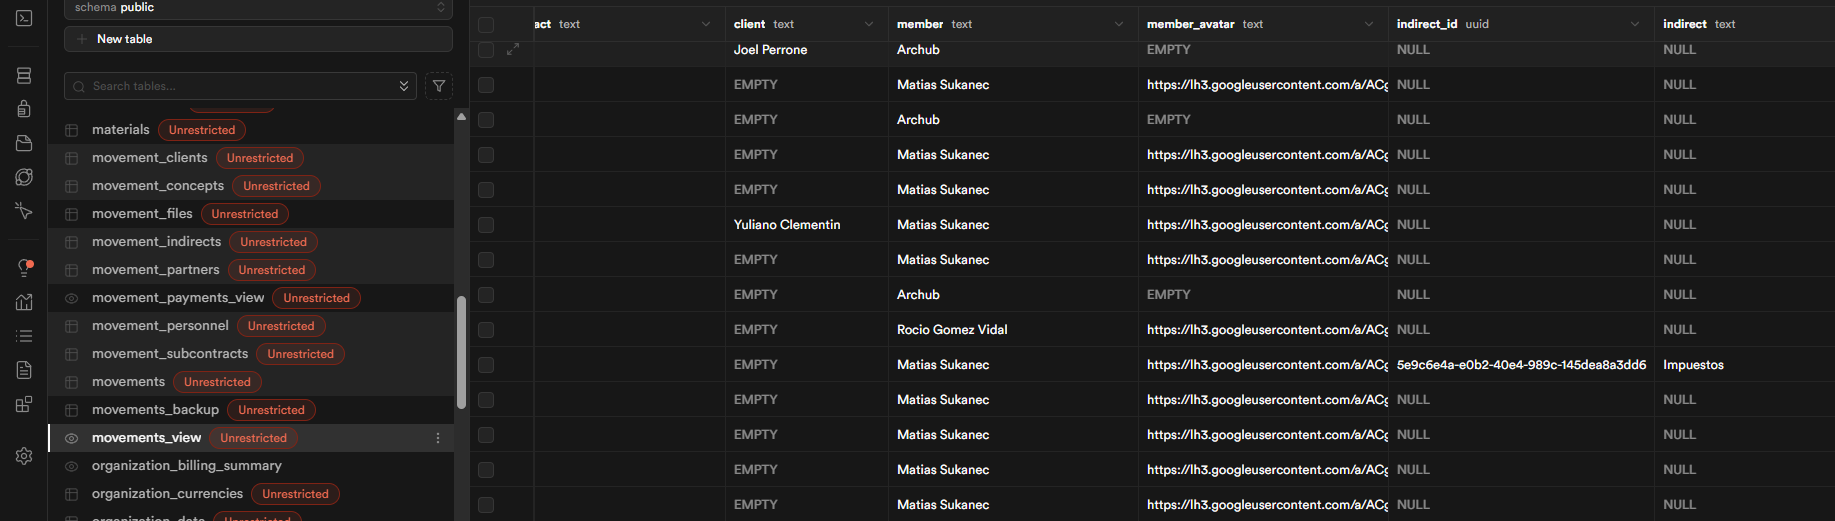 schema public
New table
Search tables...
materials Unrestricted
movement_clients Unrestricted
movement_concepts Unrestricted
movement_files Unrestricted
movement_indirects Unrestricted
movement_partners Unrestricted
movement_payments_view Unrestricted
movement_personnel Unrestricted
movement_subcontracts Unrestricted
movements Unrestricted
movements_backup Unrestricted
movements_view Unrestricted
organization_billing_summary
organization_currencies Unrestricted
act text client text member text member_avatar text indirect_id uuid indirect text
Joel Perrone Archub EMPTY NULL NULL
EMPTY Matias Sukanec https://lh3.googleusercontent.com/a/ACg NULL NULL
EMPTY Archub EMPTY NULL NULL
EMPTY Matias Sukanec https://lh3.googleusercontent.com/a/ACg NULL NULL
EMPTY Matias Sukanec https://lh3.googleusercontent.com/a/ACg NULL NULL
Yuliano Clementin Matias Sukanec https://lh3.googleusercontent.com/a/ACg NULL NULL
EMPTY Matias Sukanec https://lh3.googleusercontent.com/a/ACg NULL NULL
EMPTY Archub EMPTY NULL NULL
EMPTY Rocio Gomez Vidal https://lh3.googleusercontent.com/a/ACg NULL NULL
EMPTY Matias Sukanec https://lh3.googleusercontent.com/a/ACg 5e9c6e4a-e0b2-40e4-989c-145dea8a3dd6 Impuestos
EMPTY Matias Sukanec https://lh3.googleusercontent.com/a/ACg NULL NULL
EMPTY Matias Sukanec https://lh3.googleusercontent.com/a/ACg NULL NULL
EMPTY Matias Sukanec https://lh3.googleusercontent.com/a/ACg NULL NULL
EMPTY Matias Sukanec https://lh3.googleusercontent.com/a/ACg NULL NULL